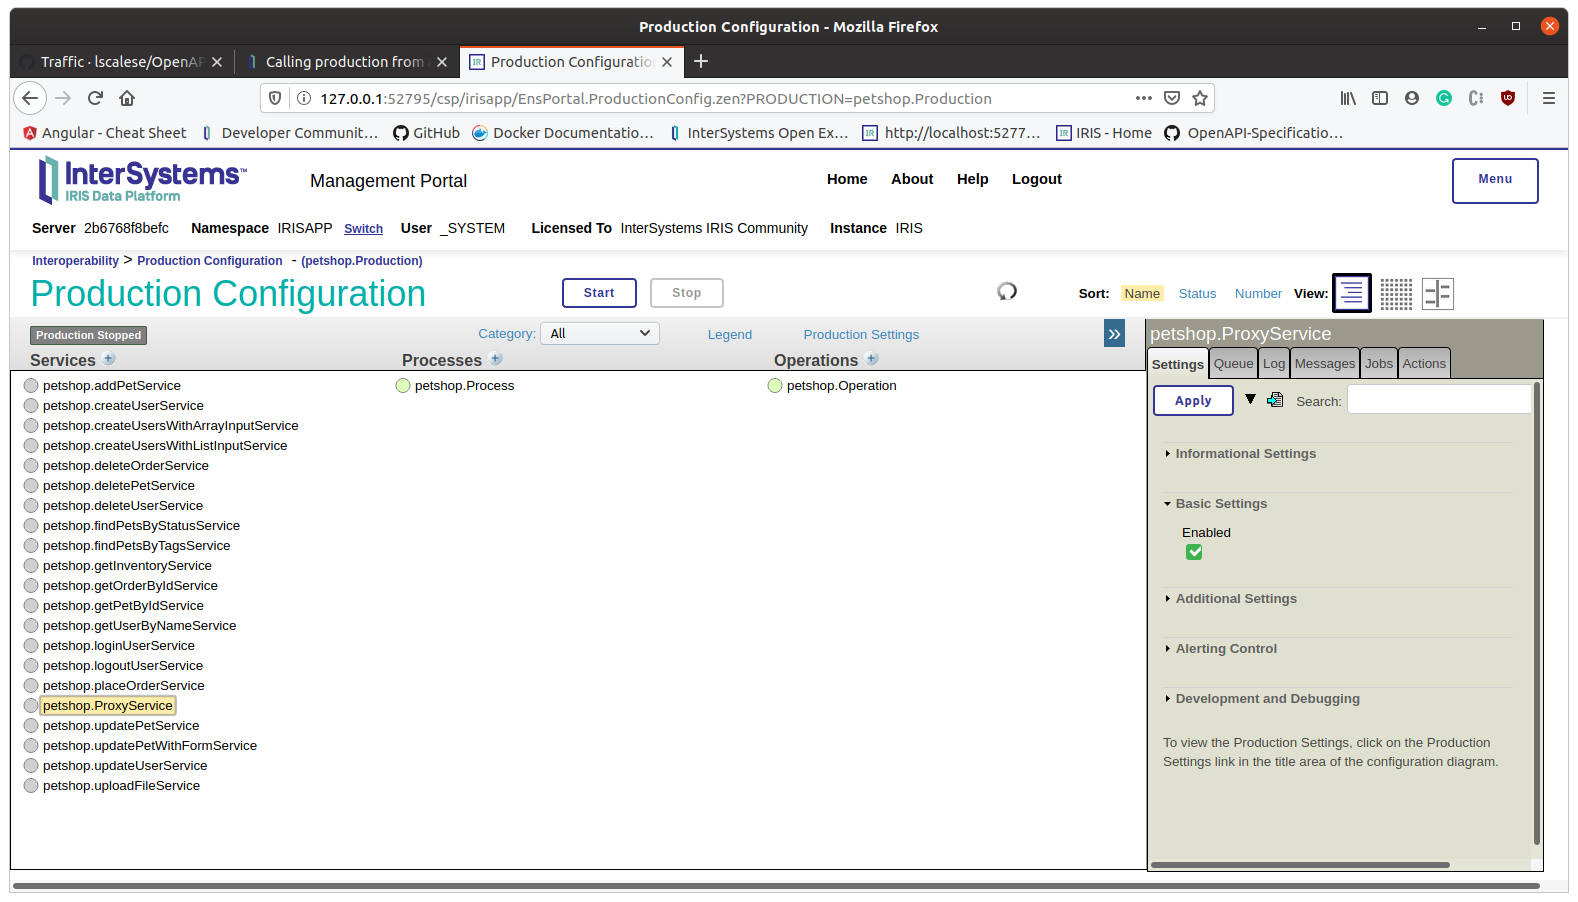 Production Configuration - Mozilla Firefox
Traffic · lscalese/OpenAP
Calling production from
Production Configuration
127.0.0.1:52795/csp/irisapp/EnsPortal.ProductionConfig.zen?PRODUCTION=petshop.Production
Angular - Cheat Sheet Developer Communit… GitHub Docker Documentatio… InterSystems Open Ex… http://localhost:5277… IRIS - Home OpenAPI-Specificatio…
InterSystems™
IRIS Data Platform
Management Portal
Home About Help Logout
Menu
Server 2b6768f8befc Namespace IRISAPP Switch User _SYSTEM Licensed To InterSystems IRIS Community Instance IRIS
Interoperability > Production Configuration - (petshop.Production)
Production Configuration
Start Stop
Sort: Name Status Number View:
Production Stopped
Category: All Legend Production Settings
»
Services Processes Operations
petshop.addPetService
petshop.createUserService
petshop.createUsersWithArrayInputService
petshop.createUsersWithListInputService
petshop.deleteOrderService
petshop.deletePetService
petshop.deleteUserService
petshop.findPetsByStatusService
petshop.findPetsByTagsService
petshop.getInventoryService
petshop.getOrderByIdService
petshop.getPetByIdService
petshop.getUserByNameService
petshop.loginUserService
petshop.logoutUserService
petshop.placeOrderService
petshop.ProxyService
petshop.updatePetService
petshop.updatePetWithFormService
petshop.updateUserService
petshop.uploadFileService
petshop.Process
petshop.Operation
petshop.ProxyService
Settings Queue Log Messages Jobs Actions
Apply Search:
Informational Settings
Basic Settings
Enabled
Additional Settings
Alerting Control
Development and Debugging
To view the Production Settings, click on the Production
Settings link in the title area of the configuration diagram.